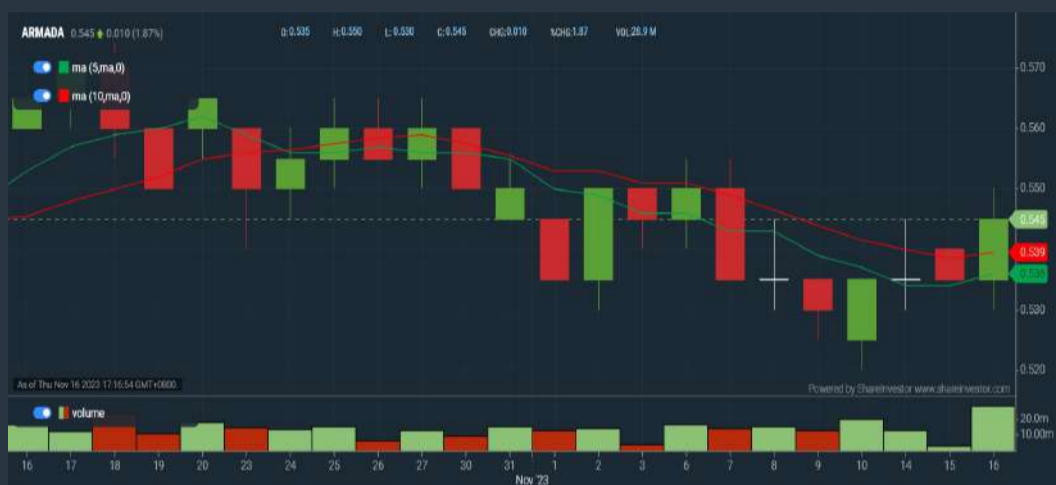 ARMADA 0.545 0.010 (1.87%) O:0.535 H:0.550 L: 0.530 C:0.545 CHG:0.010 %CHG:1.87 VOL:28.9 M
ma (5,ma,0)
ma (10,ma,0)
0.570
0.560
0.550
0.545
0.539
0.530
0.520
As of Thu Nov 16 2023 17:16:54 GMT+0800.
Powered by ShareInvestor www.shareinvestor.com
volume
20.0m
10.00m
16 17 18 19 20 23 24 25 26 27 30 31 1 2 3 6 7 8 9 10 14 15 16
Nov '23